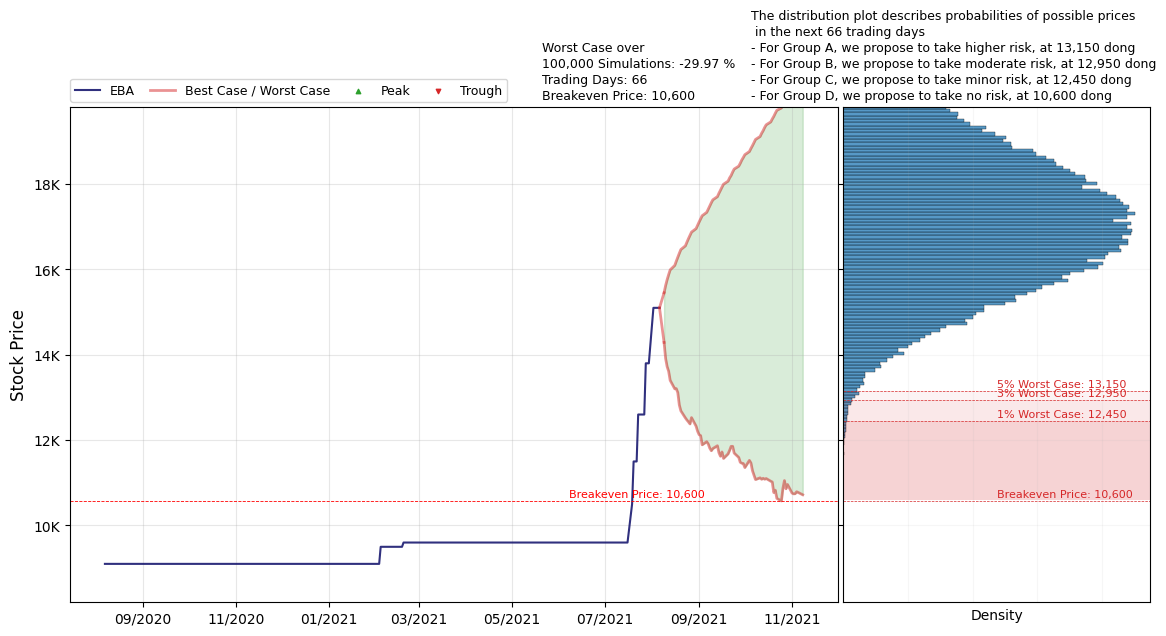 The distribution plot describes probabilities of possible prices
in the next 66 trading days
- For Group A, we propose to take higher risk, at 13,150 dong
- For Group B, we propose to take moderate risk, at 12,950 dong
- For Group C, we propose to take minor risk, at 12,450 dong
- For Group D, we propose to take no risk, at 10,600 dong
Worst Case over
100,000 Simulations: -29.97 %
Trading Days: 66
Breakeven Price: 10,600
EBA
Best Case / Worst Case
Peak
Trough
Stock Price
18K
16K
14K
12K
10K
Breakeven Price: 10,600
09/2020
11/2020
01/2021
03/2021
05/2021
07/2021
09/2021
11/2021
5% Worst Case: 13,150
3% Worst Case: 12,950
1% Worst Case: 12,450
Breakeven Price: 10,600
Density